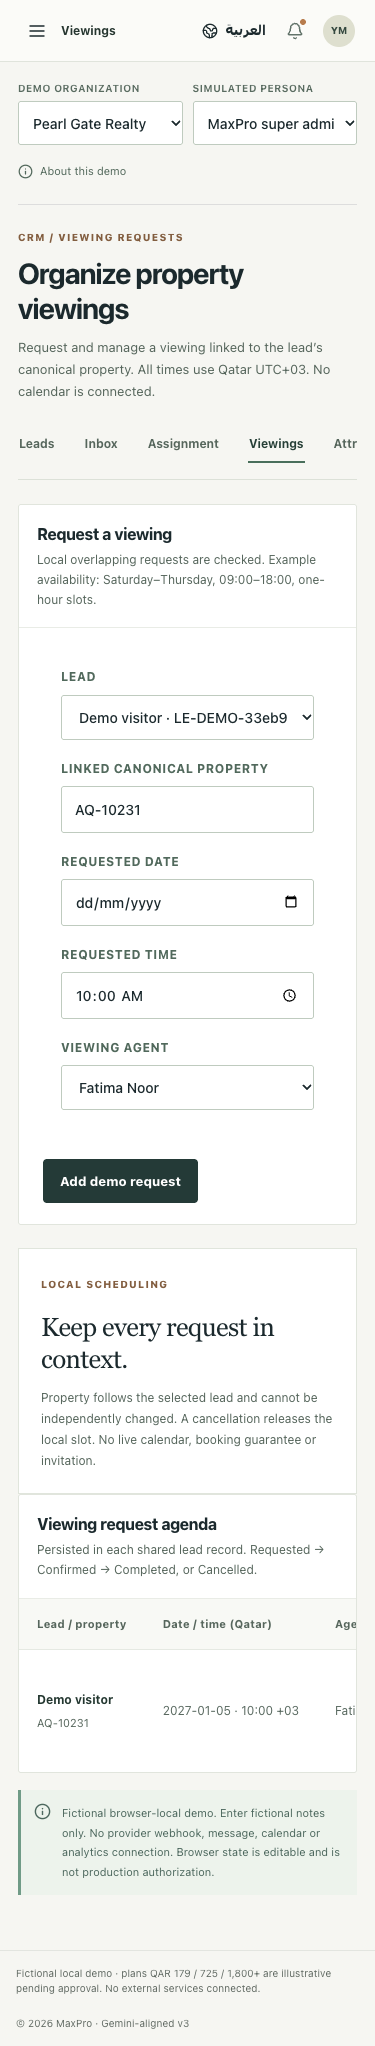 Viewings
العربية
YM
DEMO ORGANIZATION
SIMULATED PERSONA
Pearl Gate Realty
MaxPro super admi
About this demo
CRM / VIEWING REQUESTS
Organize property
viewings
Request and manage a viewing linked to the lead's
canonical property. All times use Qatar UTC+03. No
calendar is connected.
Leads Inbox Assignment Viewings Attr
Request a viewing
Local overlapping requests are checked. Example
availability: Saturday–Thursday, 09:00–18:00, one-
hour slots.
LEAD
Demo visitor · LE-DEMO-33eb9
LINKED CANONICAL PROPERTY
AQ-10231
REQUESTED DATE
dd/mm/yyyy
REQUESTED TIME
10:00 AM
VIEWING AGENT
Fatima Noor
Add demo request
LOCAL SCHEDULING
Keep every request in
context.
Property follows the selected lead and cannot be
independently changed. A cancellation releases the
local slot. No live calendar, booking guarantee or
invitation.
Viewing request agenda
Persisted in each shared lead record. Requested →
Confirmed → Completed, or Cancelled.
Lead / property Date / time (Qatar) Age
Demo visitor
AQ-10231
2027-01-05 · 10:00 +03
Fati
Fictional browser-local demo. Enter fictional notes
only. No provider webhook, message, calendar or
analytics connection. Browser state is editable and is
not production authorization.
Fictional local demo · plans QAR 179 / 725 / 1,800+ are illustrative
pending approval. No external services connected.
© 2026 MaxPro · Gemini-aligned v3